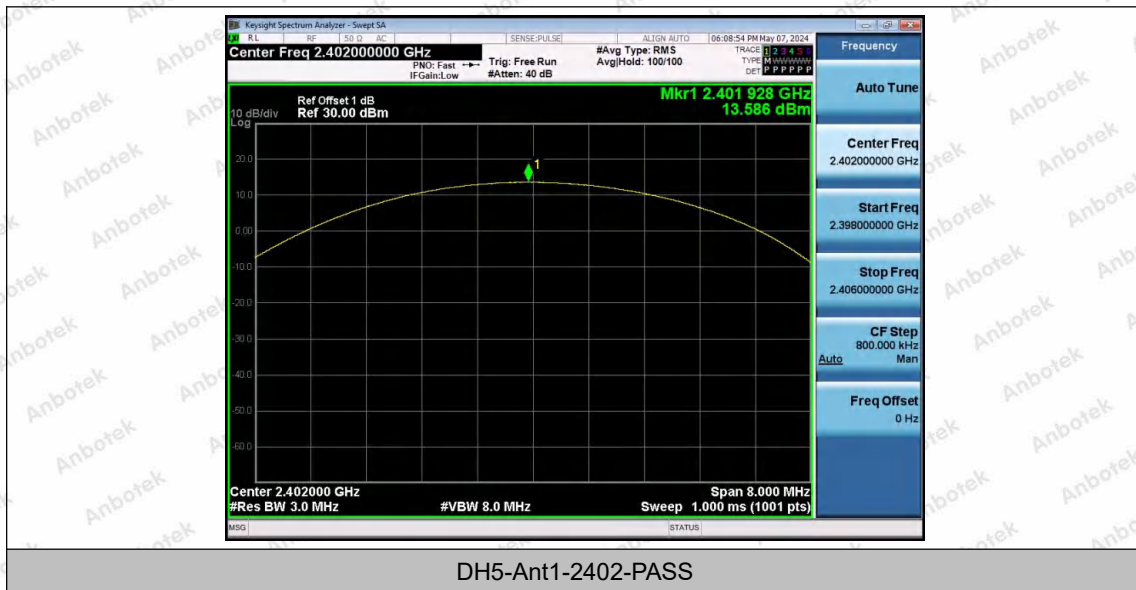 Keysight Spectrum Analyzer - Swept SA
RL RF 50 Ω AC SENSE:PULSE ALIGN AUTO 06:08:54 PM May 07, 2024
Center Freq 2.402000000 GHz
PNO: Fast
IFGain:Low
Trig: Free Run
#Atten: 40 dB
#Avg Type: RMS
Avg|Hold: 100/100
TRACE 1 2 3 4 5 6
TYPE M W W W W W
DET P P P P P P
Ref Offset 1 dB
Ref 30.00 dBm
10 dB/div
Log
Mkr1 2.401 928 GHz
13.586 dBm
1
20.0
10.0
0.00
-10.0
-20.0
-30.0
-40.0
-50.0
-60.0
Center 2.402000 GHz
Span 8.000 MHz
#Res BW 3.0 MHz
#VBW 8.0 MHz
Sweep 1.000 ms (1001 pts)
MSG
STATUS
Frequency
Auto Tune
Center Freq
2.402000000 GHz
Start Freq
2.398000000 GHz
Stop Freq
2.406000000 GHz
CF Step
800.000 kHz
Auto Man
Freq Offset
0 Hz
DH5-Ant1-2402-PASS
Anbotek